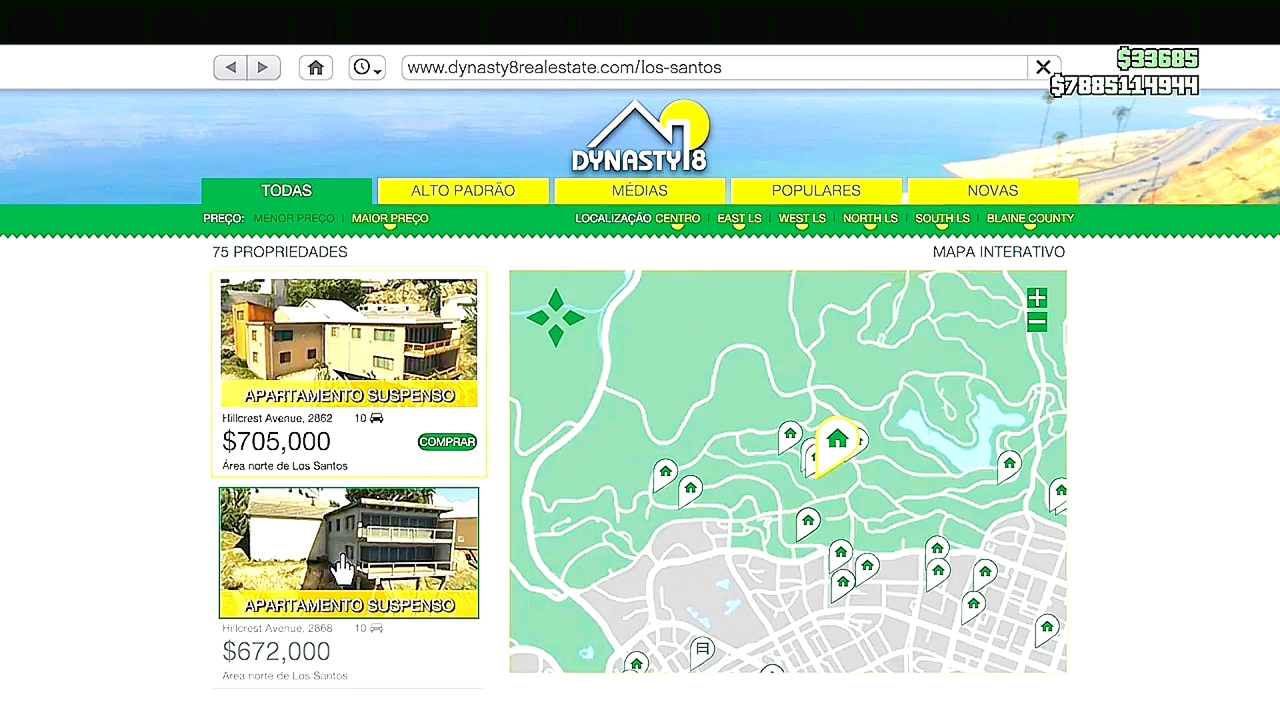 $33685
www.dynasty8realestate.com/los-santos
$7885114944
DYNASTY 8
TODAS ALTO PADRÃO MÉDIAS POPULARES NOVAS
PREÇO: MENOR PREÇO | MAIOR PREÇO LOCALIZAÇÃO CENTRO | EAST LS | WEST LS | NORTH LS | SOUTH LS | BLAINE COUNTY
75 PROPRIEDADES MAPA INTERATIVO
APARTAMENTO SUSPENSO
Hillcrest Avenue, 2862 10
$705,000 COMPRAR
Área norte de Los Santos
APARTAMENTO SUSPENSO
Hillcrest Avenue, 2868 10
$672,000
Área norte de Los Santos